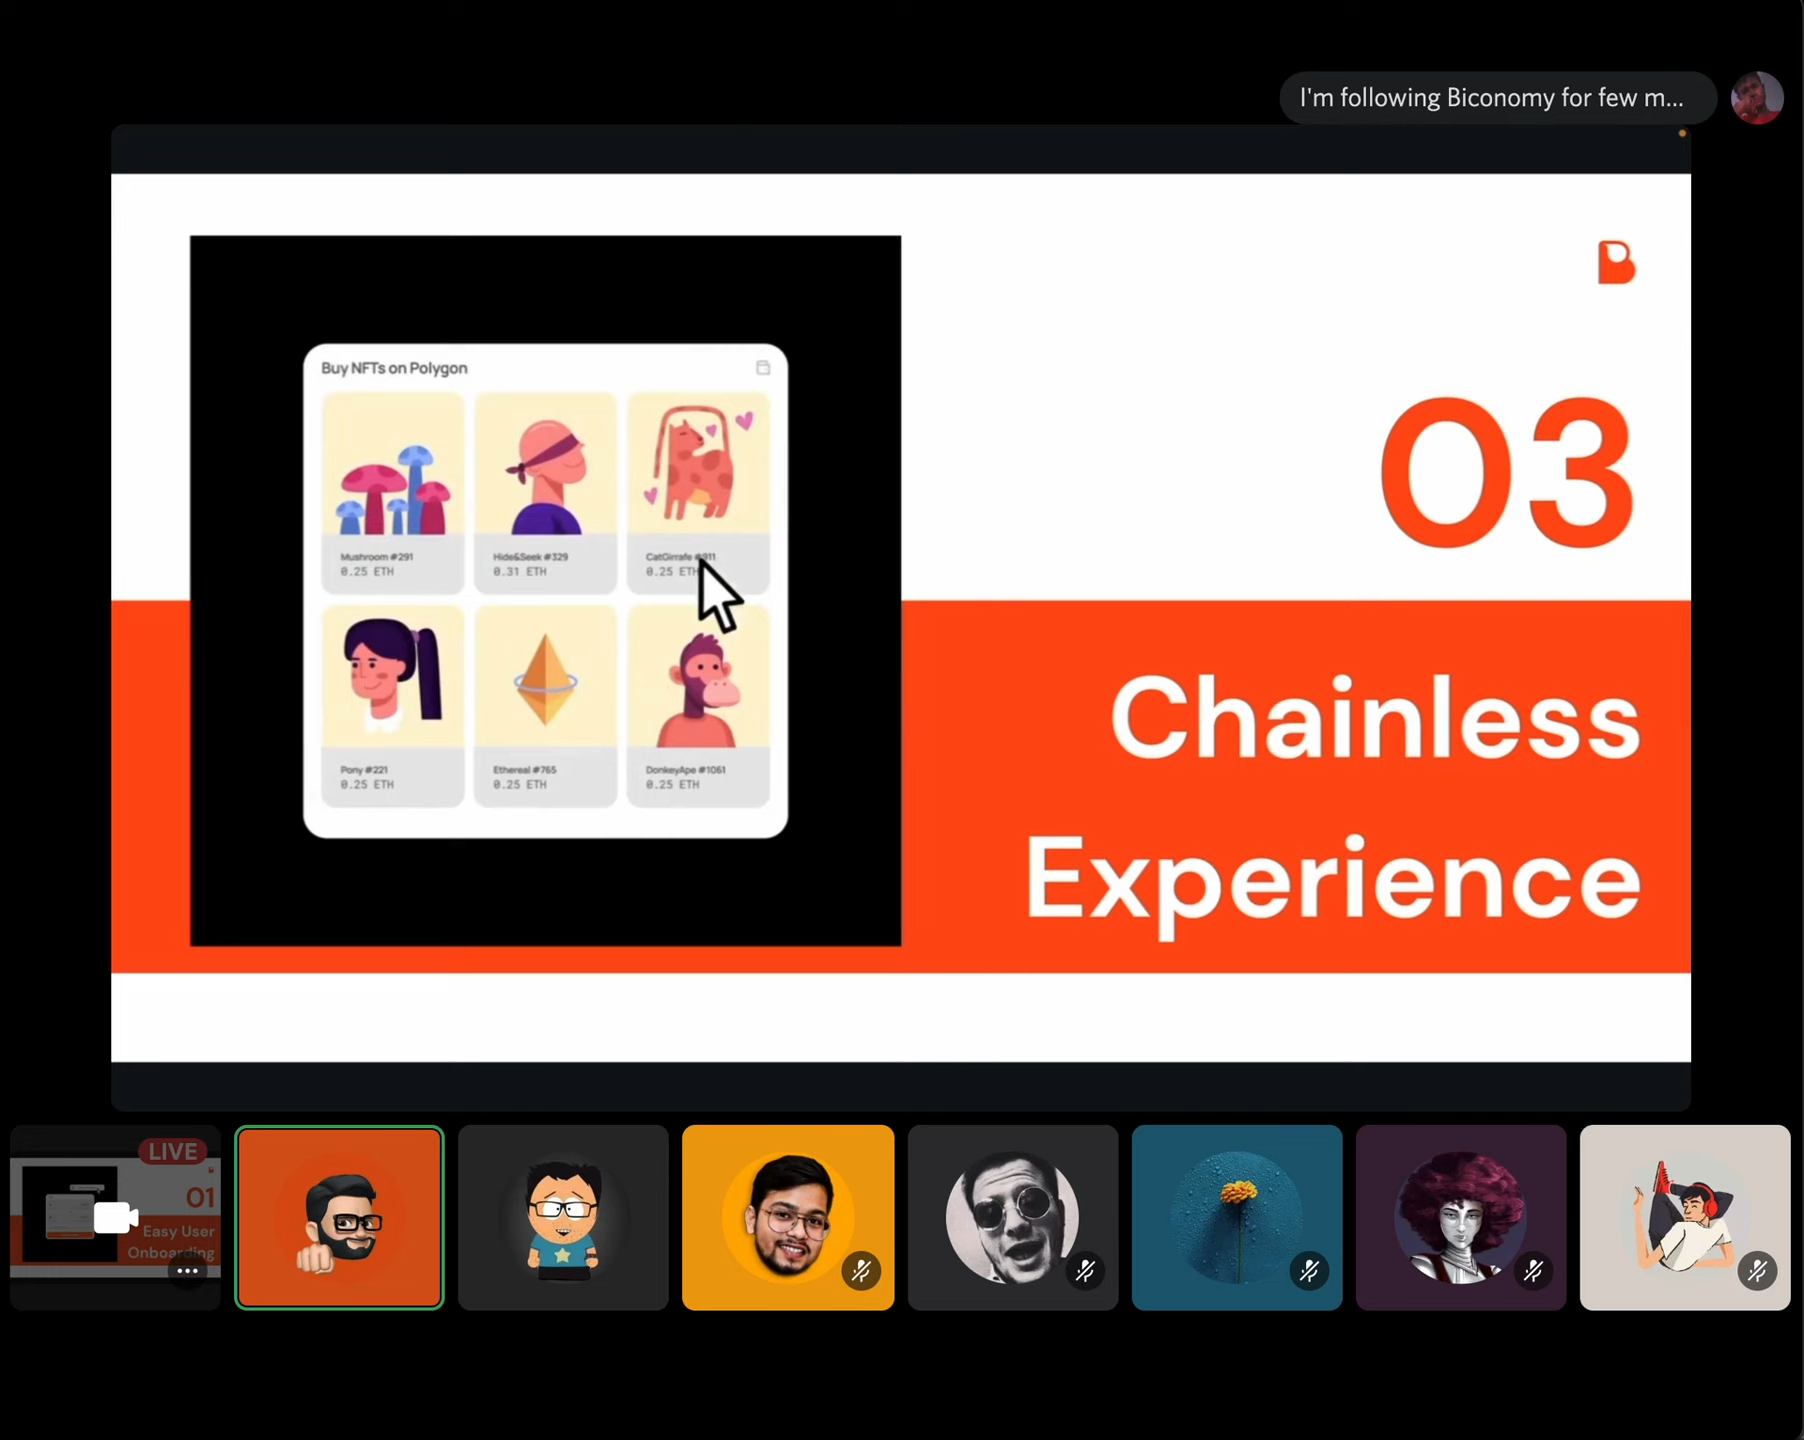 I'm following Biconomy for few m...
Buy NFTs on Polygon
Mushroom #291
0.25 ETH
Hide&Seek #329
0.31 ETH
CatGirrafe #911
0.25 ETH
Pony #221
0.25 ETH
Ethereal #765
0.25 ETH
DonkeyApe #1061
0.25 ETH
03
Chainless
Experience
LIVE
01
Easy User
Onboarding